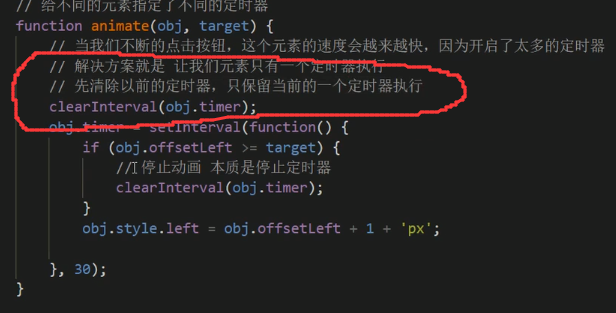 // 给不同的元素指定了不同的定时器
function animate(obj, target) {
// 当我们不断的点击按钮，这个元素的速度会越来越快，因为开启了太多的定时器
// 解决方案就是 让我们元素只有一个定时器执行
// 先清除以前的定时器，只保留当前的一个定时器执行
clearInterval(obj.timer);
obj.timer = setInterval(function() {
if (obj.offsetLeft >= target) {
// 停止动画 本质是停止定时器
clearInterval(obj.timer);
}
obj.style.left = obj.offsetLeft + 1 + 'px';
}, 30);
}